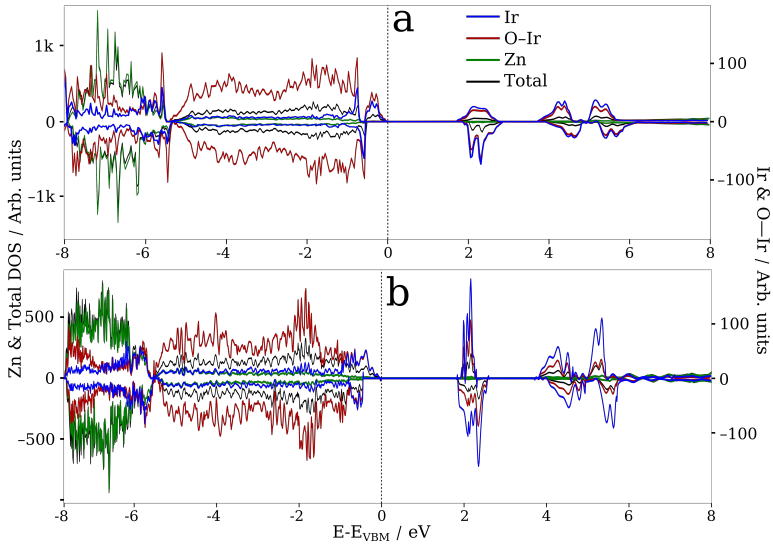 a
Ir
O–Ir
Zn
Total
1k
0
–1k
100
0
–100
-8
-6
-4
-2
0
2
4
6
8
Zn & Total DOS / Arb. units
Ir & O—Ir / Arb. units
b
500
0
–500
100
0
–100
-8
-6
-4
-2
0
2
4
6
8
E-E_VBM / eV